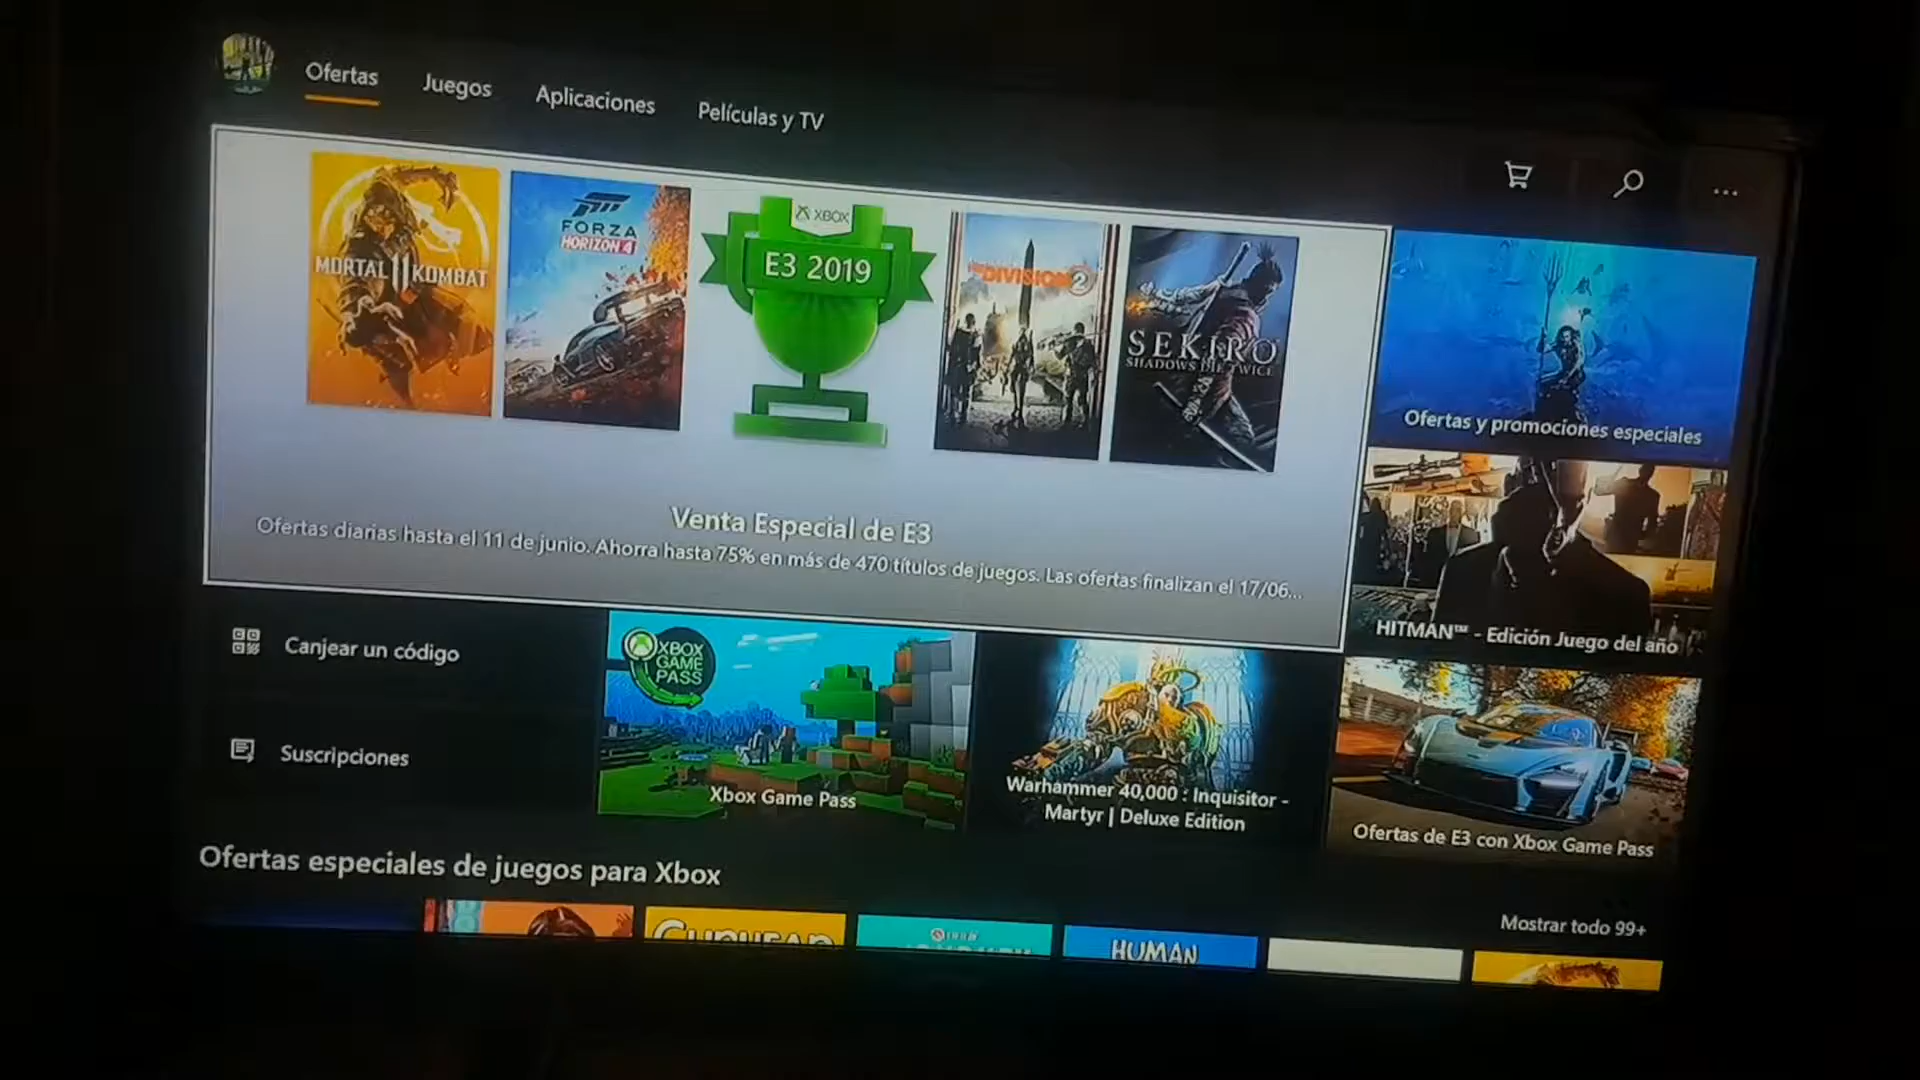 Ofertas
Juegos
Aplicaciones
Películas y TV
MORTAL KOMBAT
11
FORZA
HORIZON 4
XBOX
E3 2019
THE DIVISION 2
SEKIRO
SHADOWS DIE TWICE
Ofertas y promociones especiales
Venta Especial de E3
Ofertas diarias hasta el 11 de junio. Ahorra hasta 75% en más de 470 títulos de juegos. Las ofertas finalizan el 17/06...
HITMAN™ - Edición Juego del año
Canjear un código
Suscripciones
XBOX
GAME
PASS
Xbox Game Pass
Warhammer 40,000 : Inquisitor -
Martyr | Deluxe Edition
Ofertas de E3 con Xbox Game Pass
Ofertas especiales de juegos para Xbox
Mostrar todo 99+
CUPHEAD
HUMAN